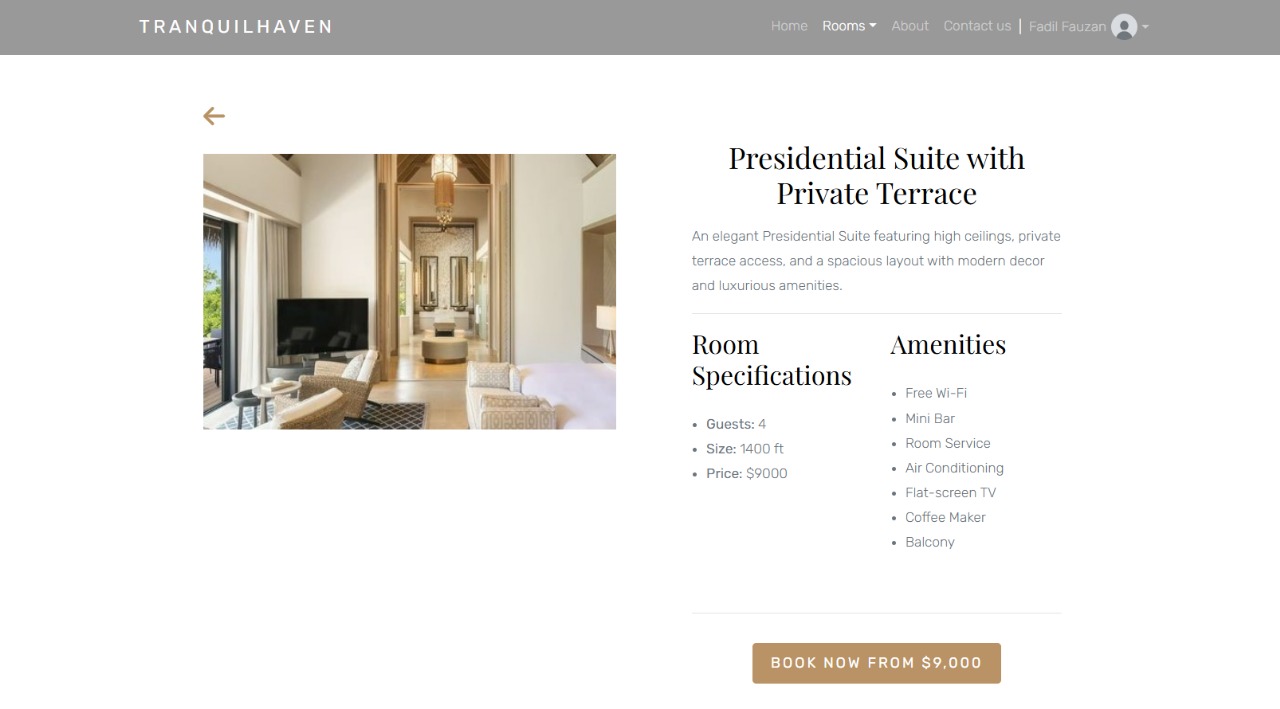 TRANQUILHAVEN
Home Rooms About Contact us | Fadil Fauzan
Presidential Suite with
Private Terrace
An elegant Presidential Suite featuring high ceilings, private
terrace access, and a spacious layout with modern decor
and luxurious amenities.
Room
Specifications
• Guests: 4
• Size: 1400 ft
• Price: $9000
Amenities
• Free Wi-Fi
• Mini Bar
• Room Service
• Air Conditioning
• Flat-screen TV
• Coffee Maker
• Balcony
BOOK NOW FROM $9,000